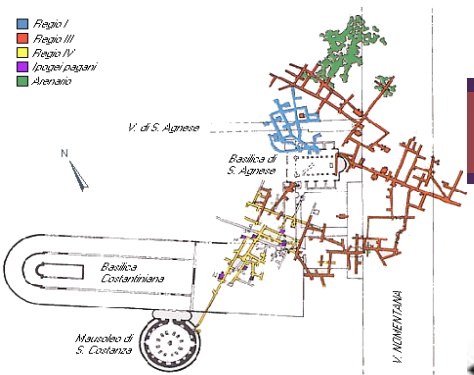 Regio I
Regio III
Regio IV
Ipogei pagani
Arenario
V. di S. Agnese
N
Basilica di
S. Agnese
Basilica
Costantiniana
Mausoleo di
S. Costanza
V. NOMENTANA